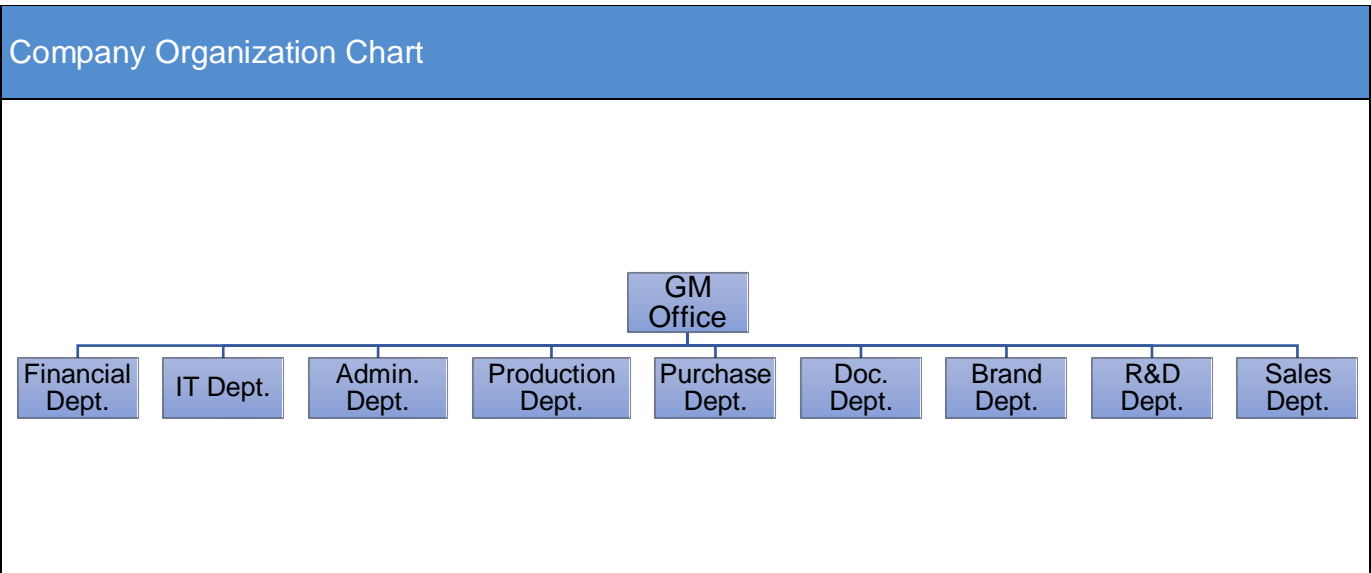 Company Organization Chart
GM
Office
Financial
Dept.
IT Dept.
Admin.
Dept.
Production
Dept.
Purchase
Dept.
Doc.
Dept.
Brand
Dept.
R&D
Dept.
Sales
Dept.